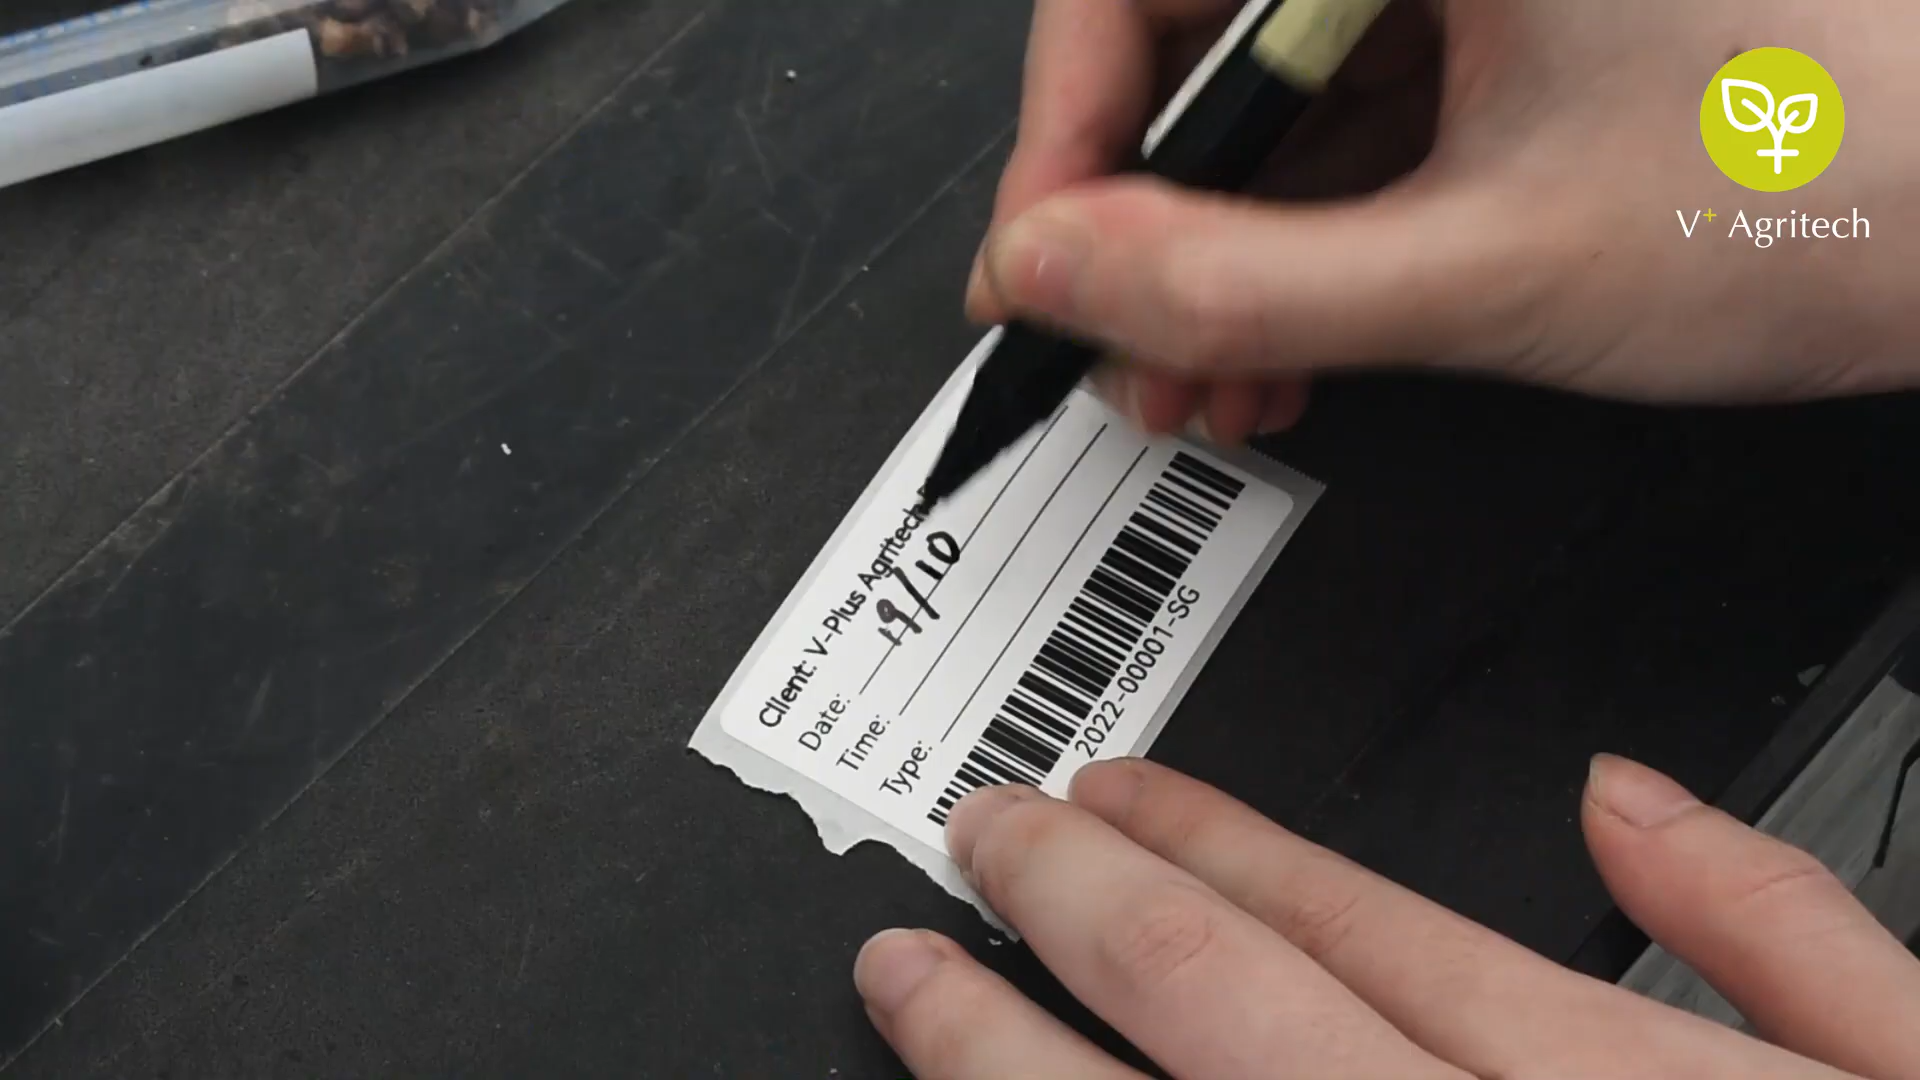 V+ Agritech
Client: V-Plus Agritech
Date: 19/10
Time:
Type:
2022-00001-SG